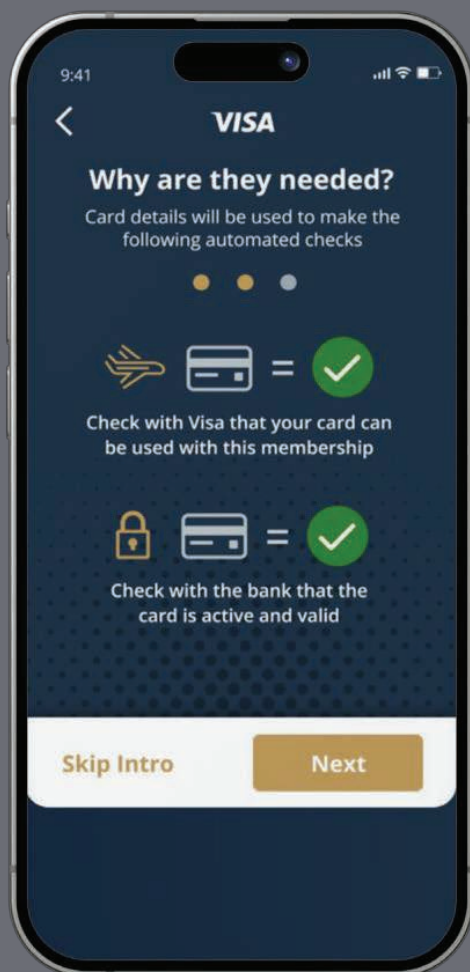 9:41
VISA
Why are they needed?
Card details will be used to make the
following automated checks
=
Check with Visa that your card can
be used with this membership
=
Check with the bank that the
card is active and valid
Skip Intro
Next